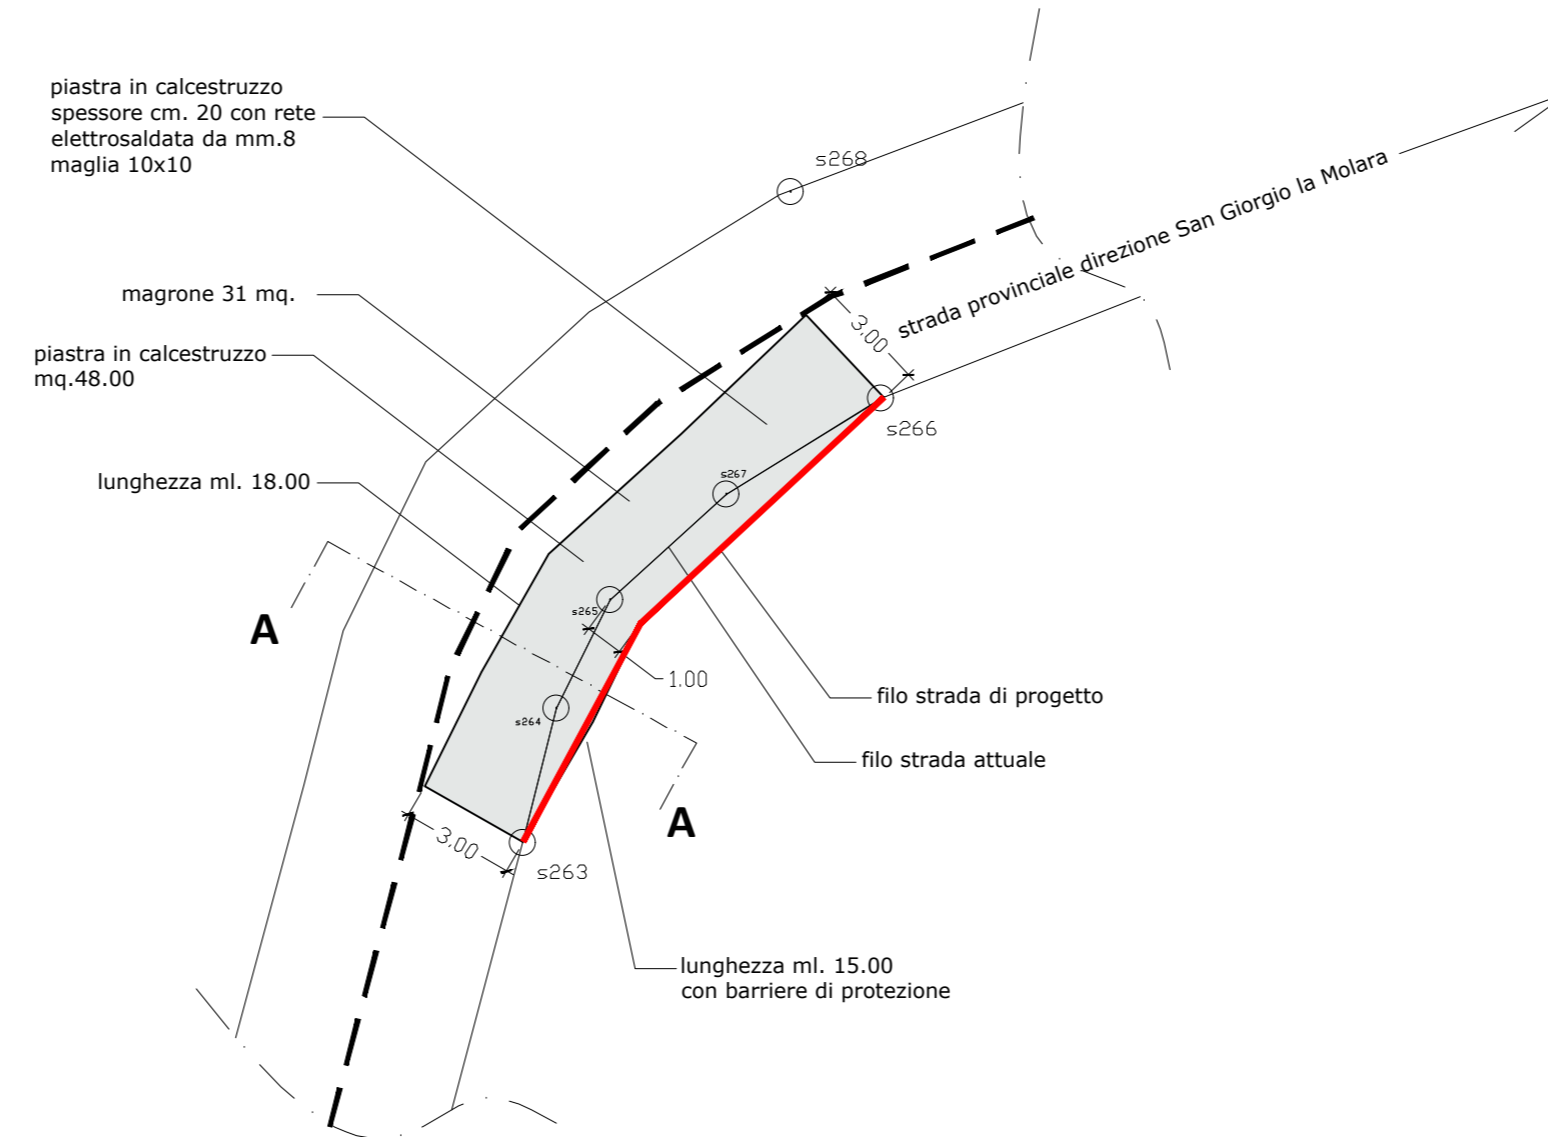 piastra in calcestruzzo
spessore cm. 20 con rete
elettrosaldata da mm.8
maglia 10x10
s268
strada provinciale direzione San Giorgio la Molara
magrone 31 mq.
3.00
piastra in calcestruzzo
mq.48.00
s266
s267
lunghezza ml. 18.00
s265
A
1.00
filo strada di progetto
s264
filo strada attuale
A
3.00
s263
lunghezza ml. 15.00
con barriere di protezione